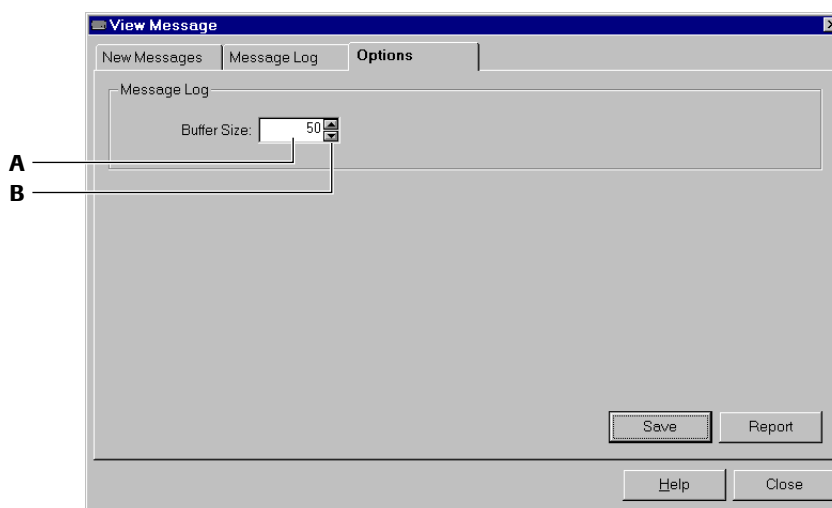 View Message
New Messages Message Log Options
Message Log
Buffer Size: 50
A
B
Save Report
Help Close